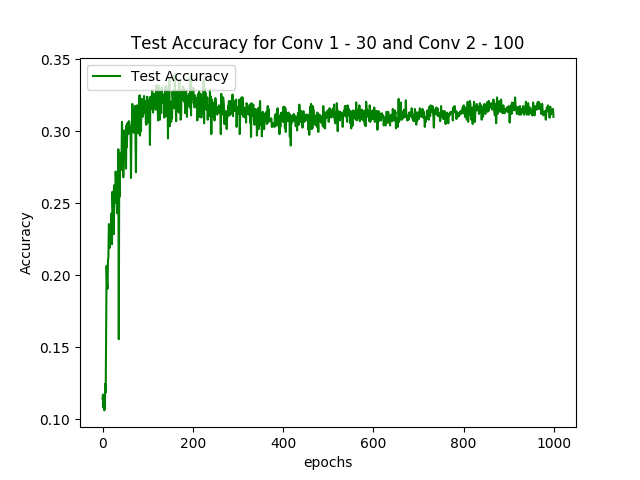 Test Accuracy for Conv 1 - 30 and Conv 2 - 100
Test Accuracy
0.35
0.30
0.25
0.20
0.15
0.10
Accuracy
0 200 400 600 800 1000
epochs